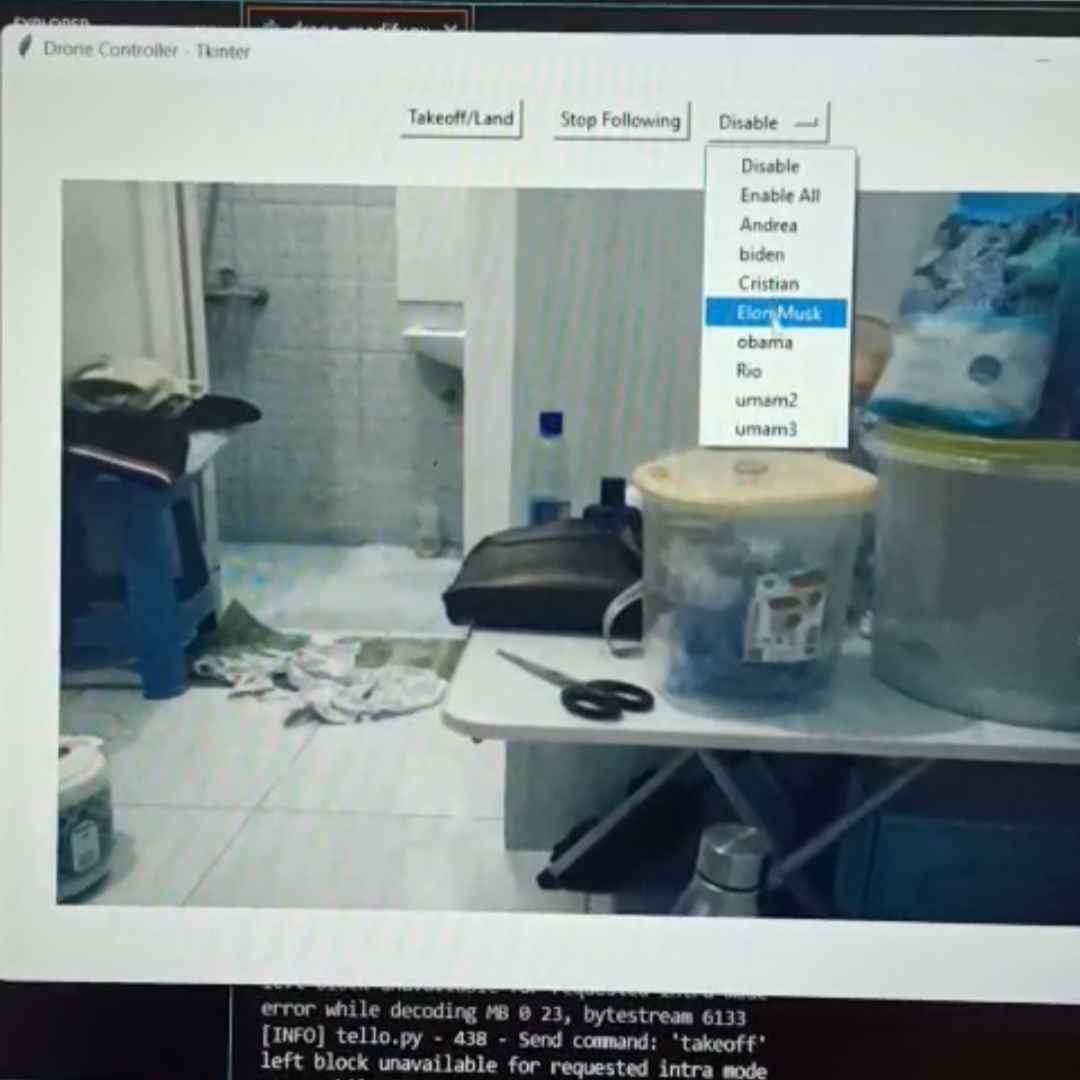 EXPLORER
Drone Controller - Tkinter
Takeoff/Land
Stop Following
Disable
Disable
Enable All
Andrea
biden
Cristian
Elon Musk
obama
Rio
umam2
umam3
error while decoding MB 0 23, bytestream 6133
[INFO] tello.py - 438 - Send command: 'takeoff'
left block unavailable for requested intra mode